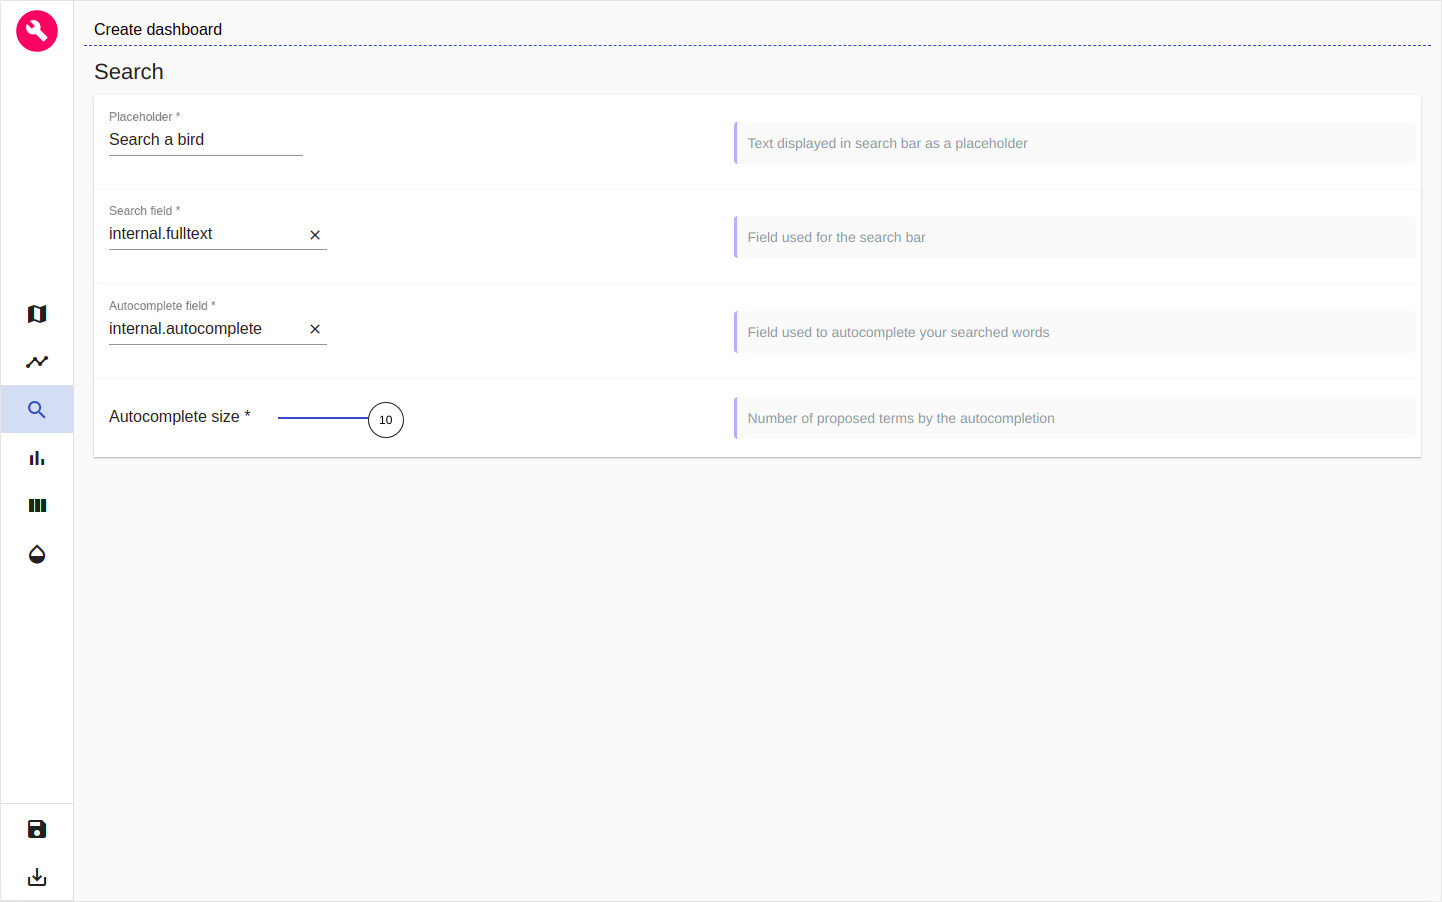 Create dashboard
Search
Placeholder *
Search a bird
Text displayed in search bar as a placeholder
Search field *
internal.fulltext
Field used for the search bar
Autocomplete field *
internal.autocomplete
Field used to autocomplete your searched words
Autocomplete size *
10
Number of proposed terms by the autocompletion